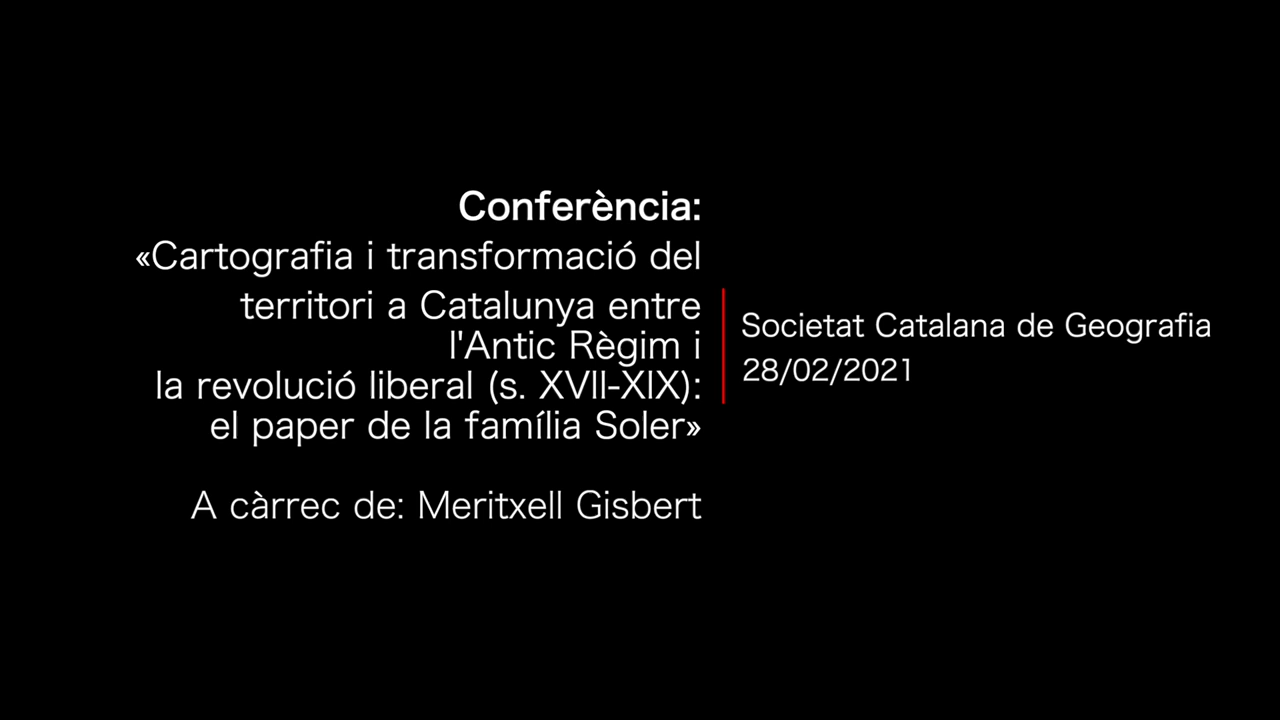 Conferència:
«Cartografia i transformació del
territori a Catalunya entre
l'Antic Règim i
la revolució liberal (s. XVII-XIX):
el paper de la família Soler»
A càrrec de: Meritxell Gisbert
Societat Catalana de Geografia
28/02/2021